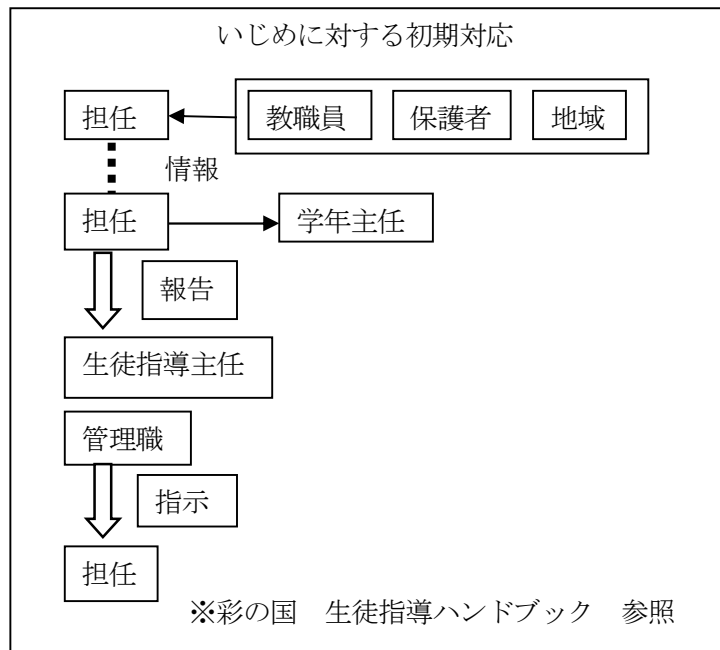 いじめに対する初期対応
担任 教職員 保護者 地域
情報
担任 学年主任
報告
生徒指導主任
管理職
指示
担任
※彩の国　生徒指導ハンドブック　参照